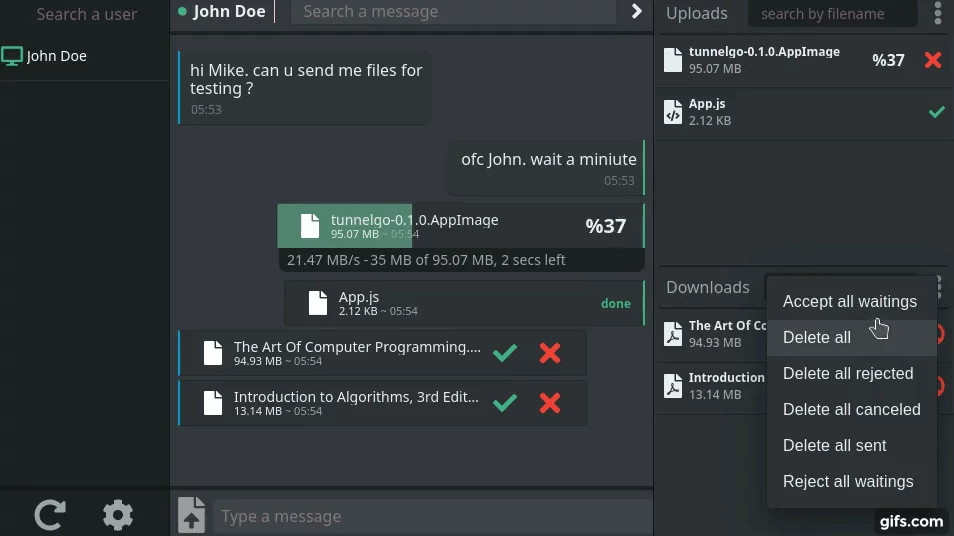 Search a user
John Doe
John Doe
Search a message
hi Mike. can u send me files for
testing ?
05:53
ofc John. wait a miniute
05:53
tunnelgo-0.1.0.AppImage
95.07 MB ~ 05:54
%37
21.47 MB/s - 35 MB of 95.07 MB, 2 secs left
App.js
2.12 KB ~ 05:54
done
The Art Of Computer Programming....
94.93 MB ~ 05:54
Introduction to Algorithms, 3rd Edit...
13.14 MB ~ 05:54
Type a message
Uploads
search by filename
tunnelgo-0.1.0.AppImage
95.07 MB
%37
App.js
2.12 KB
Downloads
The Art Of Co
94.93 MB
Introduction
13.14 MB
Accept all waitings
Delete all
Delete all rejected
Delete all canceled
Delete all sent
Reject all waitings
gifs.com